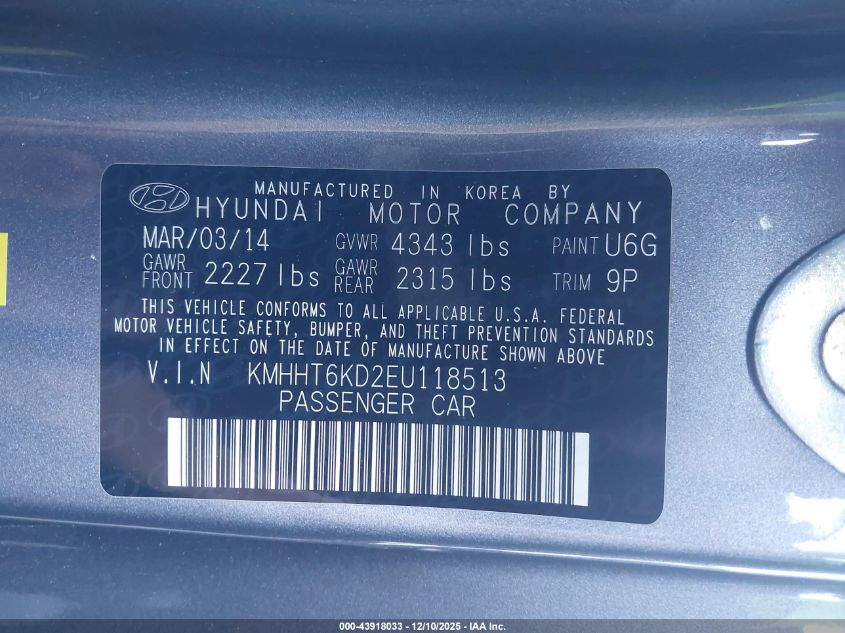 MANUFACTURED IN KOREA BY
HYUNDAI MOTOR COMPANY
MAR/03/14 GVWR 4343 lbs PAINT U6G
GAWR FRONT 2227 lbs GAWR REAR 2315 lbs TRIM 9P
THIS VEHICLE CONFORMS TO ALL APPLICABLE U.S.A. FEDERAL
MOTOR VEHICLE SAFETY, BUMPER, AND THEFT PREVENTION STANDARDS
IN EFFECT ON THE DATE OF MANUFACTURE SHOWN ABOVE
V.I.N KMHHT6KD2EU118513
PASSENGER CAR
000-43918033 - 12/10/2025 - IAA Inc.